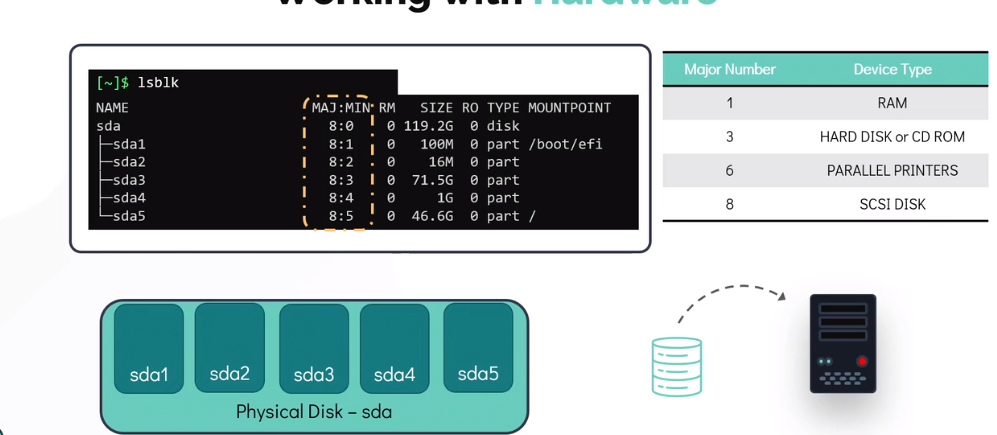 Working with Hardware
[~]$ lsblk
NAME MAJ:MIN RM SIZE RO TYPE MOUNTPOINT
sda 8:0 0 119.2G 0 disk
├─sda1 8:1 0 100M 0 part /boot/efi
├─sda2 8:2 0 16M 0 part
├─sda3 8:3 0 71.5G 0 part
├─sda4 8:4 0 1G 0 part
└─sda5 8:5 0 46.6G 0 part /
Major Number Device Type
1 RAM
3 HARD DISK or CD ROM
6 PARALLEL PRINTERS
8 SCSI DISK
sda1 sda2 sda3 sda4 sda5
Physical Disk – sda